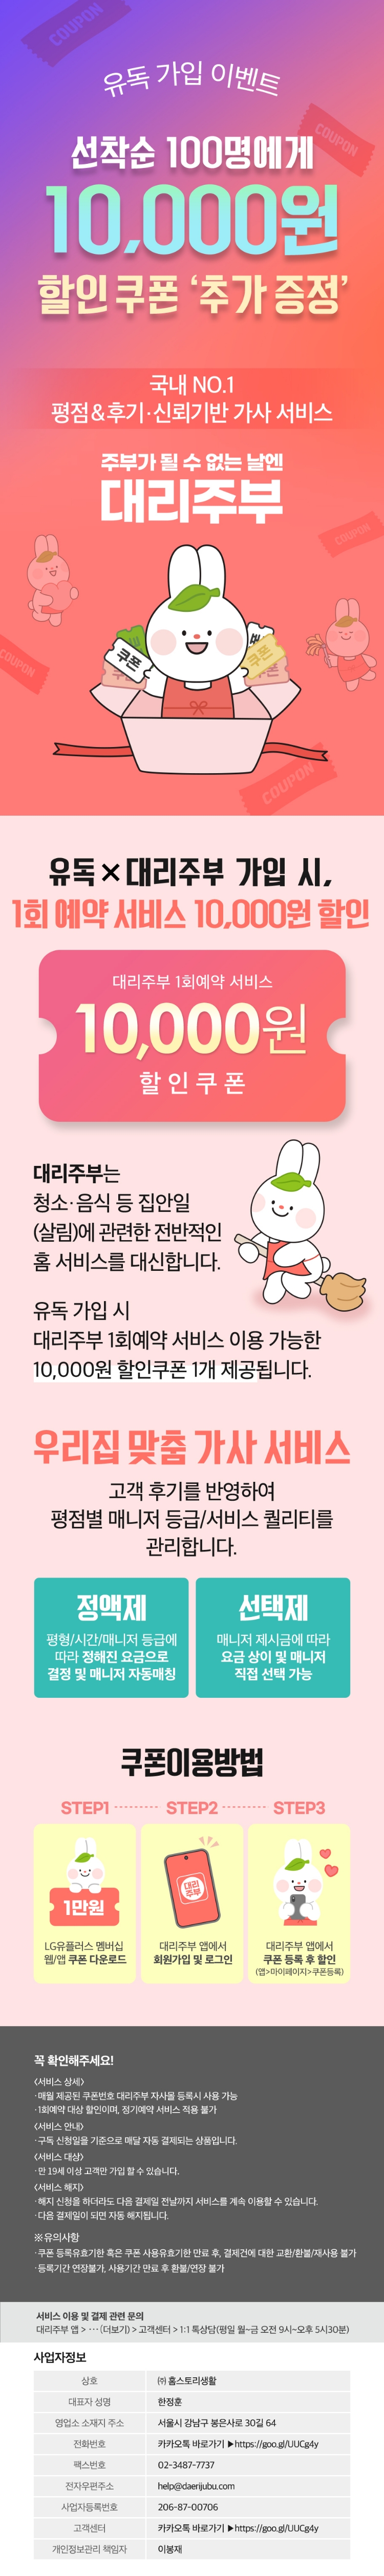 COUPON
유독 가입 이벤트
COUPON
선착순 100명에게
10,000원
할인 쿠폰 ‘추가 증정’
국내 NO.1
평점&후기·신뢰기반 가사 서비스
주부가 될 수 없는 날엔
대리주부
COUPON
쿠폰
쿠폰
쿠폰
COUPON
COUPON
유독×대리주부 가입 시,
1회 예약 서비스 10,000원 할인
대리주부 1회예약 서비스
10,000원
할인쿠폰
대리주부는
청소·음식 등 집안일
(살림)에 관련한 전반적인
홈 서비스를 대신합니다.
유독 가입 시
대리주부 1회예약 서비스 이용 가능한
10,000원 할인쿠폰 1개 제공됩니다.
우리집 맞춤 가사 서비스
고객 후기를 반영하여
평점별 매니저 등급/서비스 퀄리티를
관리합니다.
정액제
평형/시간/매니저 등급에
따라 정해진 요금으로
결정 및 매니저 자동매칭
선택제
매니저 제시금에 따라
요금 상이 및 매니저
직접 선택 가능
쿠폰이용방법
STEP1 STEP2 STEP3
1만원
LG유플러스 멤버십
웹/앱 쿠폰 다운로드
대리
주부
대리주부 앱에서
회원가입 및 로그인
대리주부 앱에서
쿠폰 등록 후 할인
(앱>마이페이지>쿠폰등록)
꼭 확인해주세요!
<서비스 상세>
·매월 제공된 쿠폰번호 대리주부 자사몰 등록시 사용 가능
·1회예약 대상 할인이며, 정기예약 서비스 적용 불가
<서비스 안내>
·구독 신청일을 기준으로 매달 자동 결제되는 상품입니다.
<서비스 대상>
·만 19세 이상 고객만 가입 할 수 있습니다.
<서비스 해지>
·해지 신청을 하더라도 다음 결제일 전날까지 서비스를 계속 이용할 수 있습니다.
·다음 결제일이 되면 자동 해지됩니다.
※유의사항
·쿠폰 등록유효기한 혹은 쿠폰 사용유효기한 만료 후, 결제건에 대한 교환/환불/재사용 불가
·등록기간 연장불가, 사용기간 만료 후 환불/연장 불가
서비스 이용 및 결제 관련 문의
대리주부 앱 > ···(더보기) > 고객센터 > 1:1 톡상담(평일 월~금 오전 9시~오후 5시30분)
사업자정보
상호 ㈜ 홈스토리생활
대표자 성명 한정훈
영업소 소재지 주소 서울시 강남구 봉은사로 30길 64
전화번호 카카오톡 바로가기 ▶https://goo.gl/UUCg4y
팩스번호 02-3487-7737
전자우편주소 help@daerijubu.com
사업자등록번호 206-87-00706
고객센터 카카오톡 바로가기 ▶https://goo.gl/UUCg4y
개인정보관리 책임자 이봉재